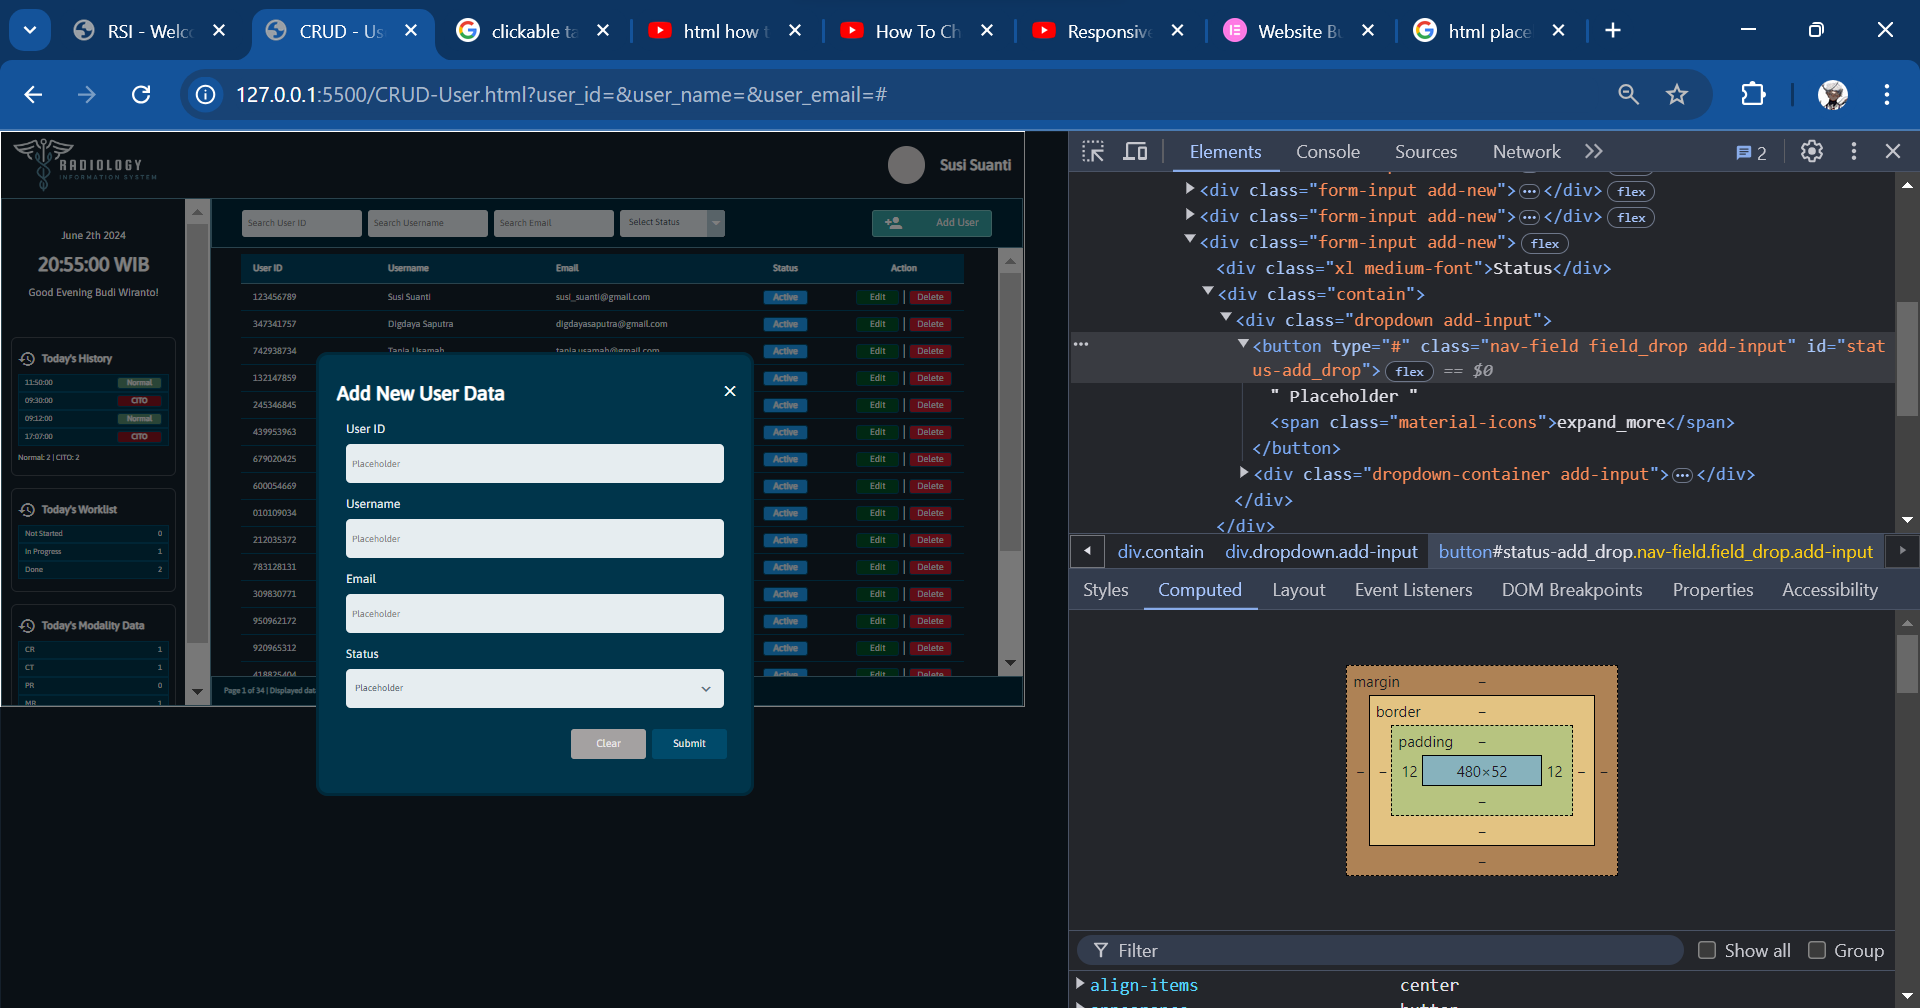 RSI - Welc
CRUD - Us
clickable ta
html how t
How To Ch
Responsive
Website Bu
html place
127.0.0.1:5500/CRUD-User.html?user_id=&user_name=&user_email=#
RADIOLOGY
INFORMATION SYSTEM
Susi Suanti
June 2th 2024
20:55:00 WIB
Good Evening Budi Wiranto!
Today's History
11:50:00 Normal
09:30:00 CITO
09:12:00 Normal
17:07:00 CITO
Normal: 2 | CITO: 2
Today's Worklist
Not Started 0
In Progress 1
Done 2
Today's Modality Data
CR 1
CT 1
PR 0
MR 1
Search User ID Search Username Search Email Select Status Add User
User ID Username Email Status Action
123456789 Susi Suanti susi_suanti@gmail.com Active Edit | Delete
347341757 Digdaya Saputra digdayasaputra@gmail.com Active Edit | Delete
742938734 Tania Usamah tania.usamah@gmail.com Active Edit | Delete
132147859 Active Edit | Delete
245346845 Active Edit | Delete
439953963 Active Edit | Delete
679020425 Active Edit | Delete
600054669 Active Edit | Delete
010109034 Active Edit | Delete
212035372 Active Edit | Delete
783128131 Active Edit | Delete
309830771 Active Edit | Delete
950962172 Active Edit | Delete
920965312 Active Edit | Delete
418825404 Active Edit | Delete
Page 1 of 34 | Displayed dat
Add New User Data
User ID
Placeholder
Username
Placeholder
Email
Placeholder
Status
Placeholder
Clear Submit
Elements Console Sources Network 2
<div class="form-input add-new">…</div> flex
<div class="form-input add-new">…</div> flex
<div class="form-input add-new"> flex
<div class="xl medium-font">Status</div>
<div class="contain">
<div class="dropdown add-input">
<button type="#" class="nav-field field_drop add-input" id="stat
us-add_drop"> flex == $0
" Placeholder "
<span class="material-icons">expand_more</span>
</button>
<div class="dropdown-container add-input">…</div>
</div>
</div>
div.contain div.dropdown.add-input button#status-add_drop.nav-field.field_drop.add-input
Styles Computed Layout Event Listeners DOM Breakpoints Properties Accessibility
margin –
border –
padding –
– – 12 480×52 12 – –
–
–
–
Filter Show all Group
align-items center